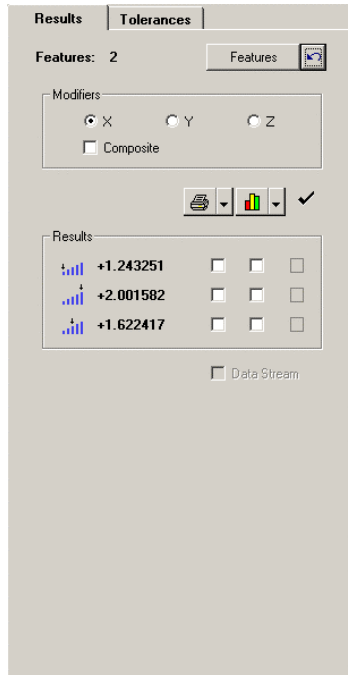 Results Tolerances
Features: 2 Features
Modifiers
X Y Z
Composite
Results
+1.243251
+2.001582
+1.622417
Data Stream